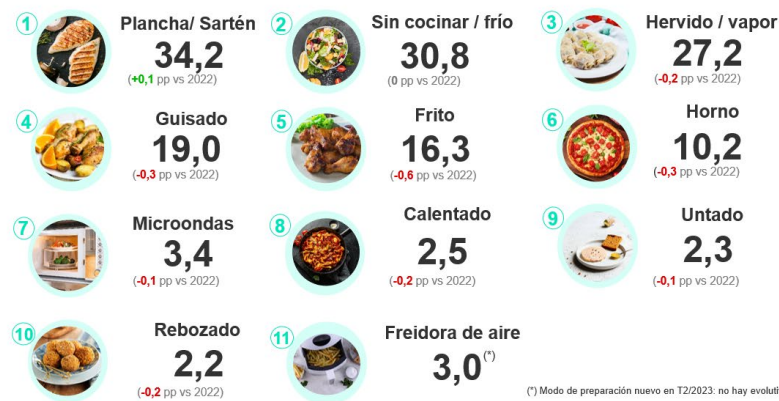 1
Plancha/ Sartén
34,2
(+0,1 pp vs 2022)
2
Sin cocinar / frío
30,8
(0 pp vs 2022)
3
Hervido / vapor
27,2
(-0,2 pp vs 2022)
4
Guisado
19,0
(-0,3 pp vs 2022)
5
Frito
16,3
(-0,6 pp vs 2022)
6
Horno
10,2
(-0,3 pp vs 2022)
7
Microondas
3,4
(-0,1 pp vs 2022)
8
Calentado
2,5
(-0,2 pp vs 2022)
9
Untado
2,3
(-0,1 pp vs 2022)
10
Rebozado
2,2
(-0,2 pp vs 2022)
11
Freidora de aire
3,0(*)
(*) Modo de preparación nuevo en T2/2023: no hay evoluti